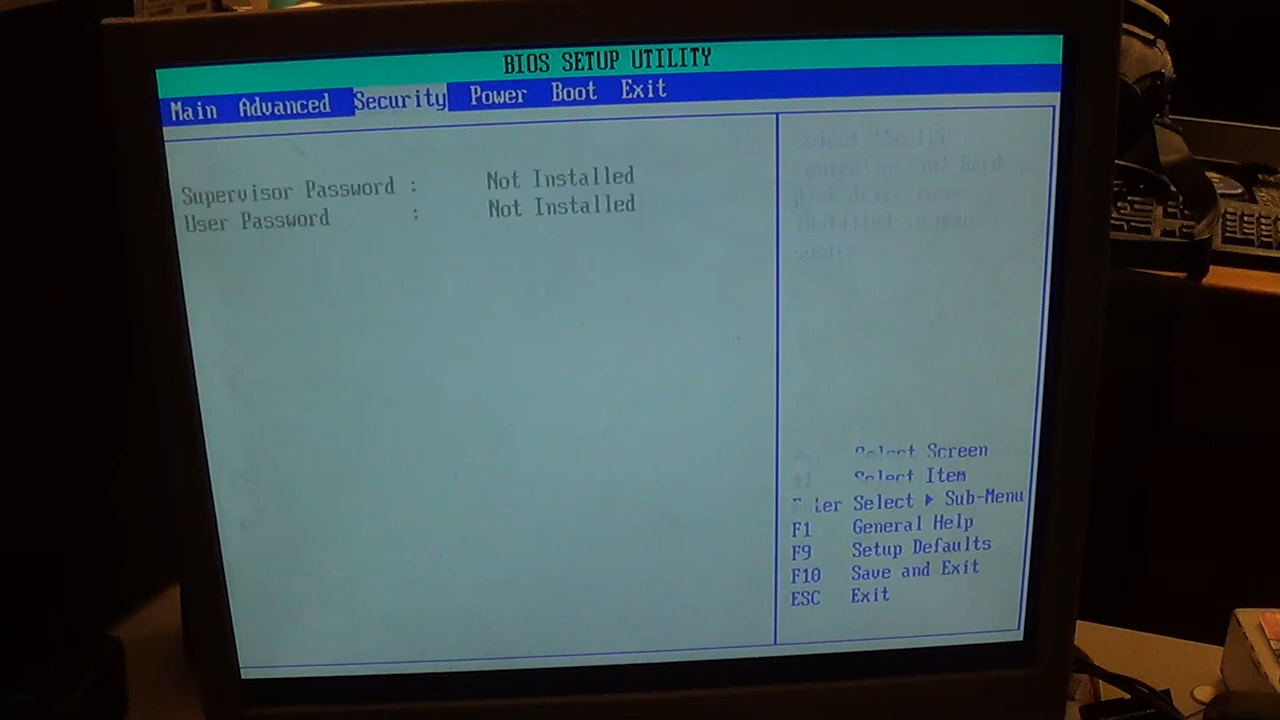 BIOS SETUP UTILITY
Main Advanced Security Power Boot Exit
Supervisor Password : Not Installed
User Password : Not Installed
Select Screen
Select Item
Enter Select ▶ Sub-Menu
F1 General Help
F9 Setup Defaults
F10 Save and Exit
ESC Exit